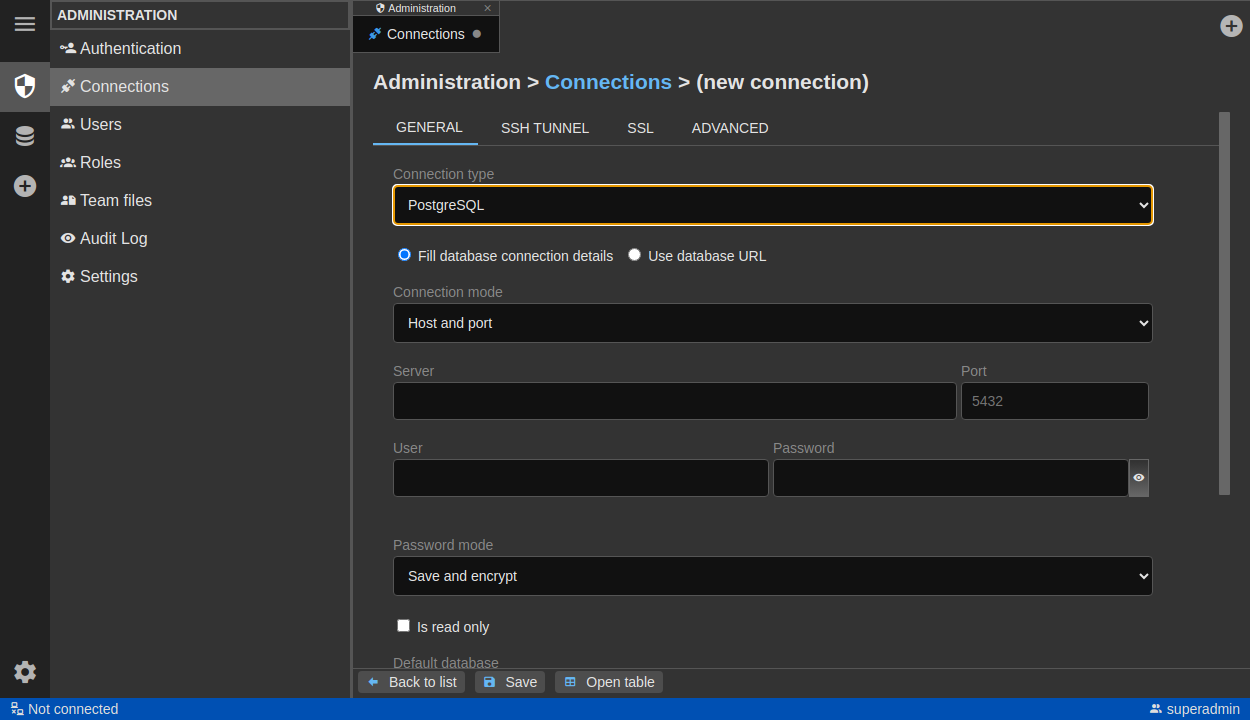 ADMINISTRATION
Authentication
Connections
Users
Roles
Team files
Audit Log
Settings
Administration
Connections
Administration > Connections > (new connection)
GENERAL SSH TUNNEL SSL ADVANCED
Connection type
PostgreSQL
Fill database connection details Use database URL
Connection mode
Host and port
Server Port
5432
User Password
Password mode
Save and encrypt
Is read only
Default database
Back to list Save Open table
Not connected superadmin